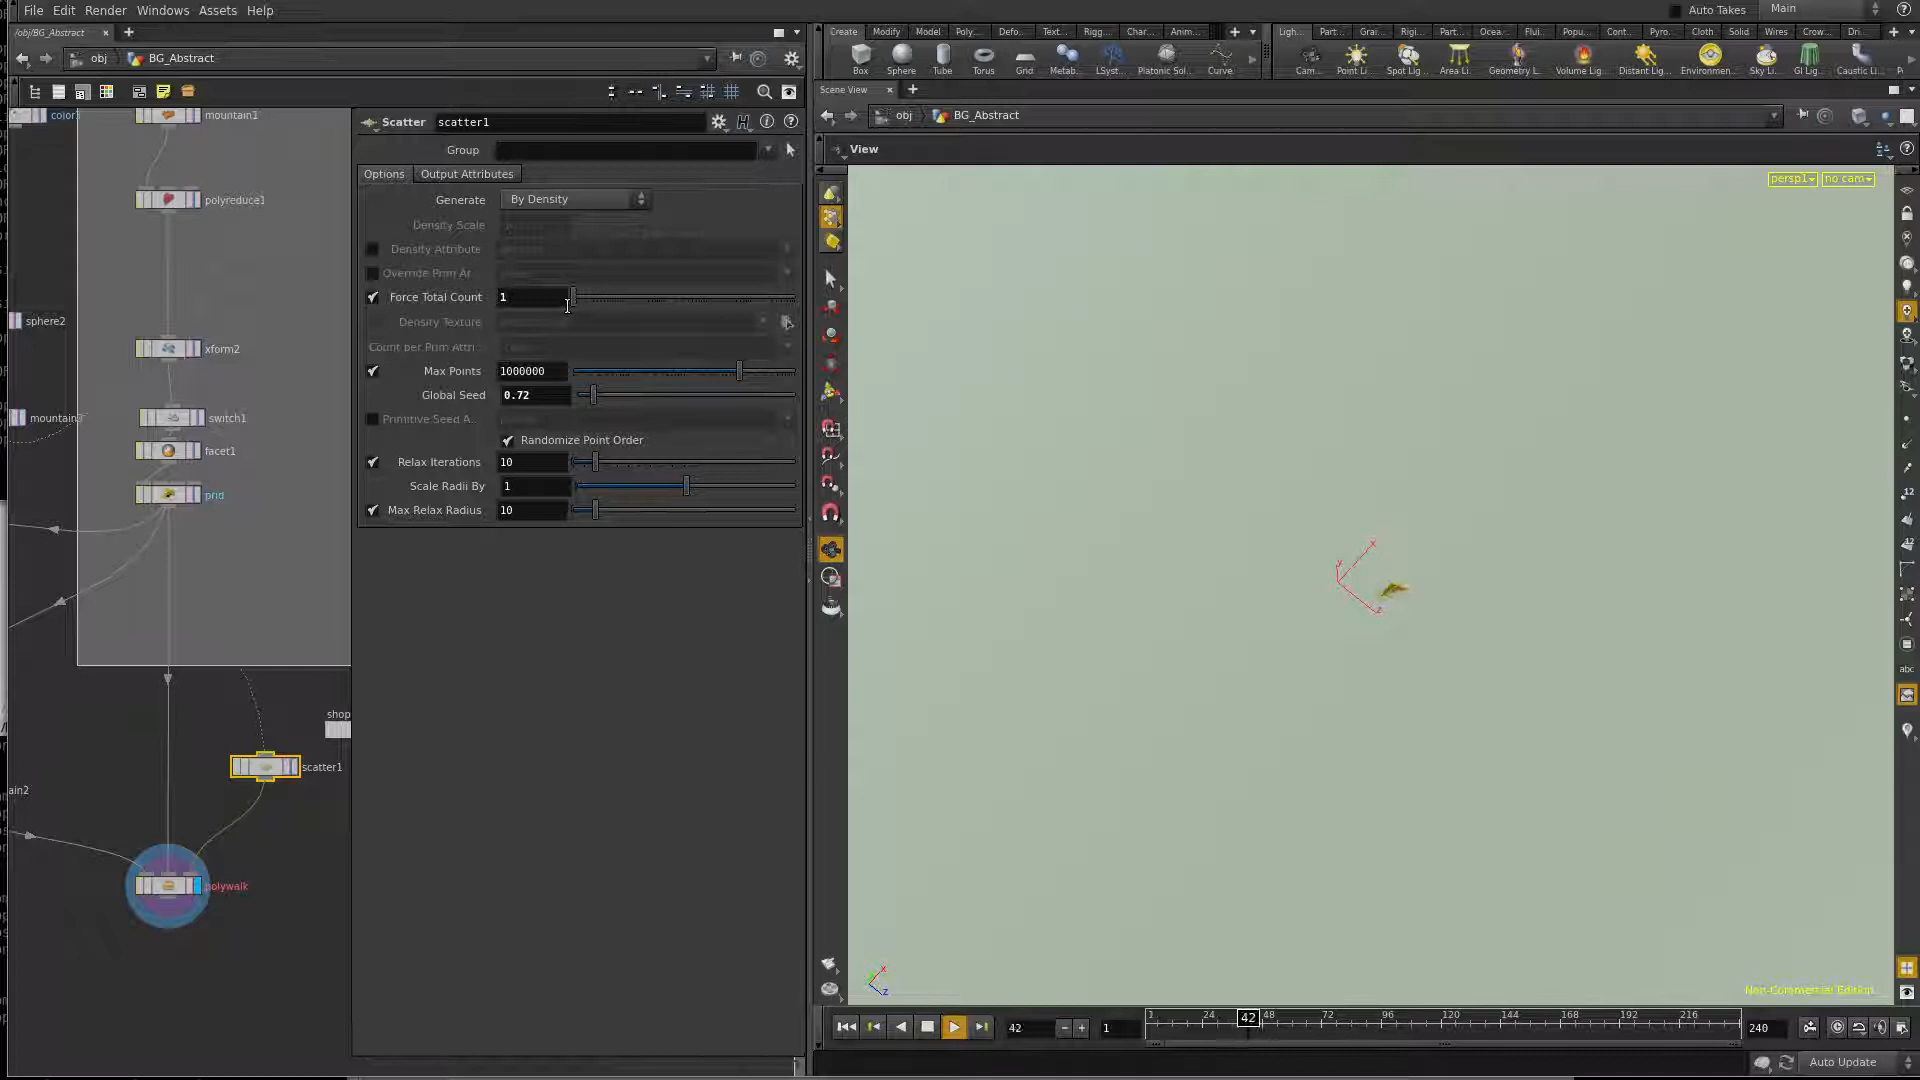 File Edit Render Windows Assets Help
Auto Takes Main
/obj/BG_Abstract
obj BG_Abstract
Create Modify Model Poly... Defo... Text... Rigg... Char... Anim...
Ligh... Part... Grai... Rigi... Part... Ocea... Flui... Popu... Cont... Pyro... Cloth Solid Wires Crow... Dri...
Box Sphere Tube Torus Grid Metab... LSyst... Platonic Sol... Curve
Cam... Point Li... Spot Lig... Area Li... Geometry L... Volume Lig... Distant Lig... Environmen... Sky Li... GI Lig... Caustic Li...
Scene View
obj BG_Abstract
View
persp1 no cam
color
mountain1
polyreduce1
sphere2
xform2
mountain
switch1
facet1
prid
shop
scatter1
ain2
polywalk
Scatter scatter1
Group
Options Output Attributes
Generate By Density
Density Scale
Density Attribute
Override Prim Ar...
Force Total Count 1
Density Texture
Count per Prim Attri...
Max Points 1000000
Global Seed 0.72
Primitive Seed A...
Randomize Point Order
Relax Iterations 10
Scale Radii By 1
Max Relax Radius 10
x
y
z
x
z
12
12
abc
Non-Commercial Edition
42 1 1 24 42 48 72 96 120 144 168 192 216 240
Auto Update